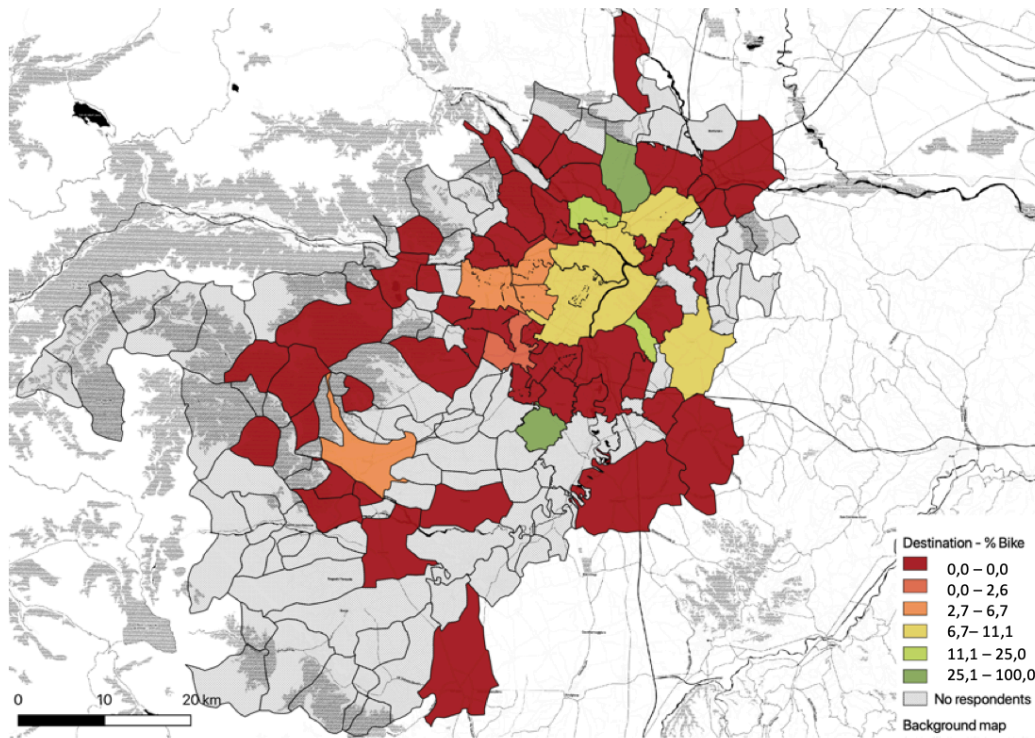 Destination - % Bike
0,0 – 0,0
0,0 – 2,6
2,7 – 6,7
6,7– 11,1
11,1 – 25,0
25,1 – 100,0
No respondents
Background map
0 10 20 km